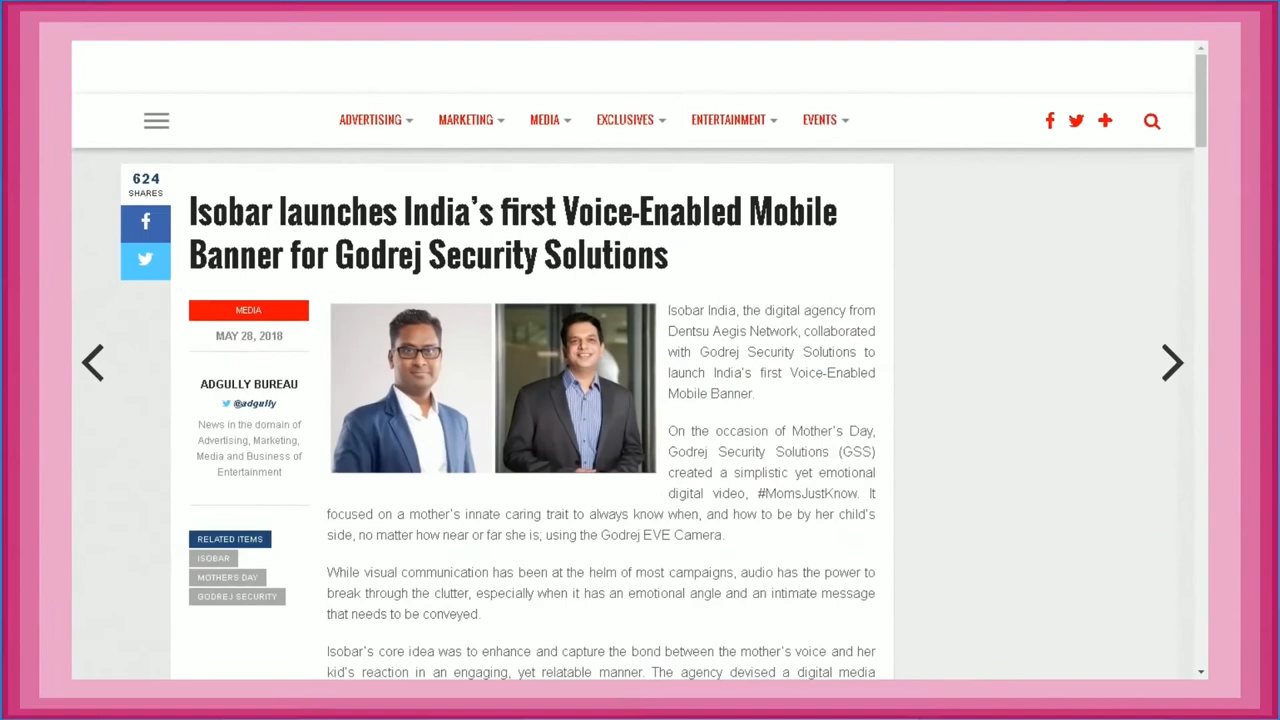 ADVERTISING
MARKETING
MEDIA
EXCLUSIVES
ENTERTAINMENT
EVENTS
624
SHARES
Isobar launches India's first Voice-Enabled Mobile
Banner for Godrej Security Solutions
MEDIA
MAY 28, 2018
ADGULLY BUREAU
@adgully
News in the domain of
Advertising, Marketing,
Media and Business of
Entertainment
RELATED ITEMS
ISOBAR
MOTHERS DAY
GODREJ SECURITY
Isobar India, the digital agency from
Dentsu Aegis Network, collaborated
with Godrej Security Solutions to
launch India's first Voice-Enabled
Mobile Banner.
On the occasion of Mother's Day,
Godrej Security Solutions (GSS)
created a simplistic yet emotional
digital video, #MomsJustKnow. It
focused on a mother's innate caring trait to always know when, and how to be by her child's
side, no matter how near or far she is; using the Godrej EVE Camera.
While visual communication has been at the helm of most campaigns, audio has the power to
break through the clutter, especially when it has an emotional angle and an intimate message
that needs to be conveyed.
Isobar's core idea was to enhance and capture the bond between the mother's voice and her
kid's reaction in an engaging, yet relatable manner. The agency devised a digital media